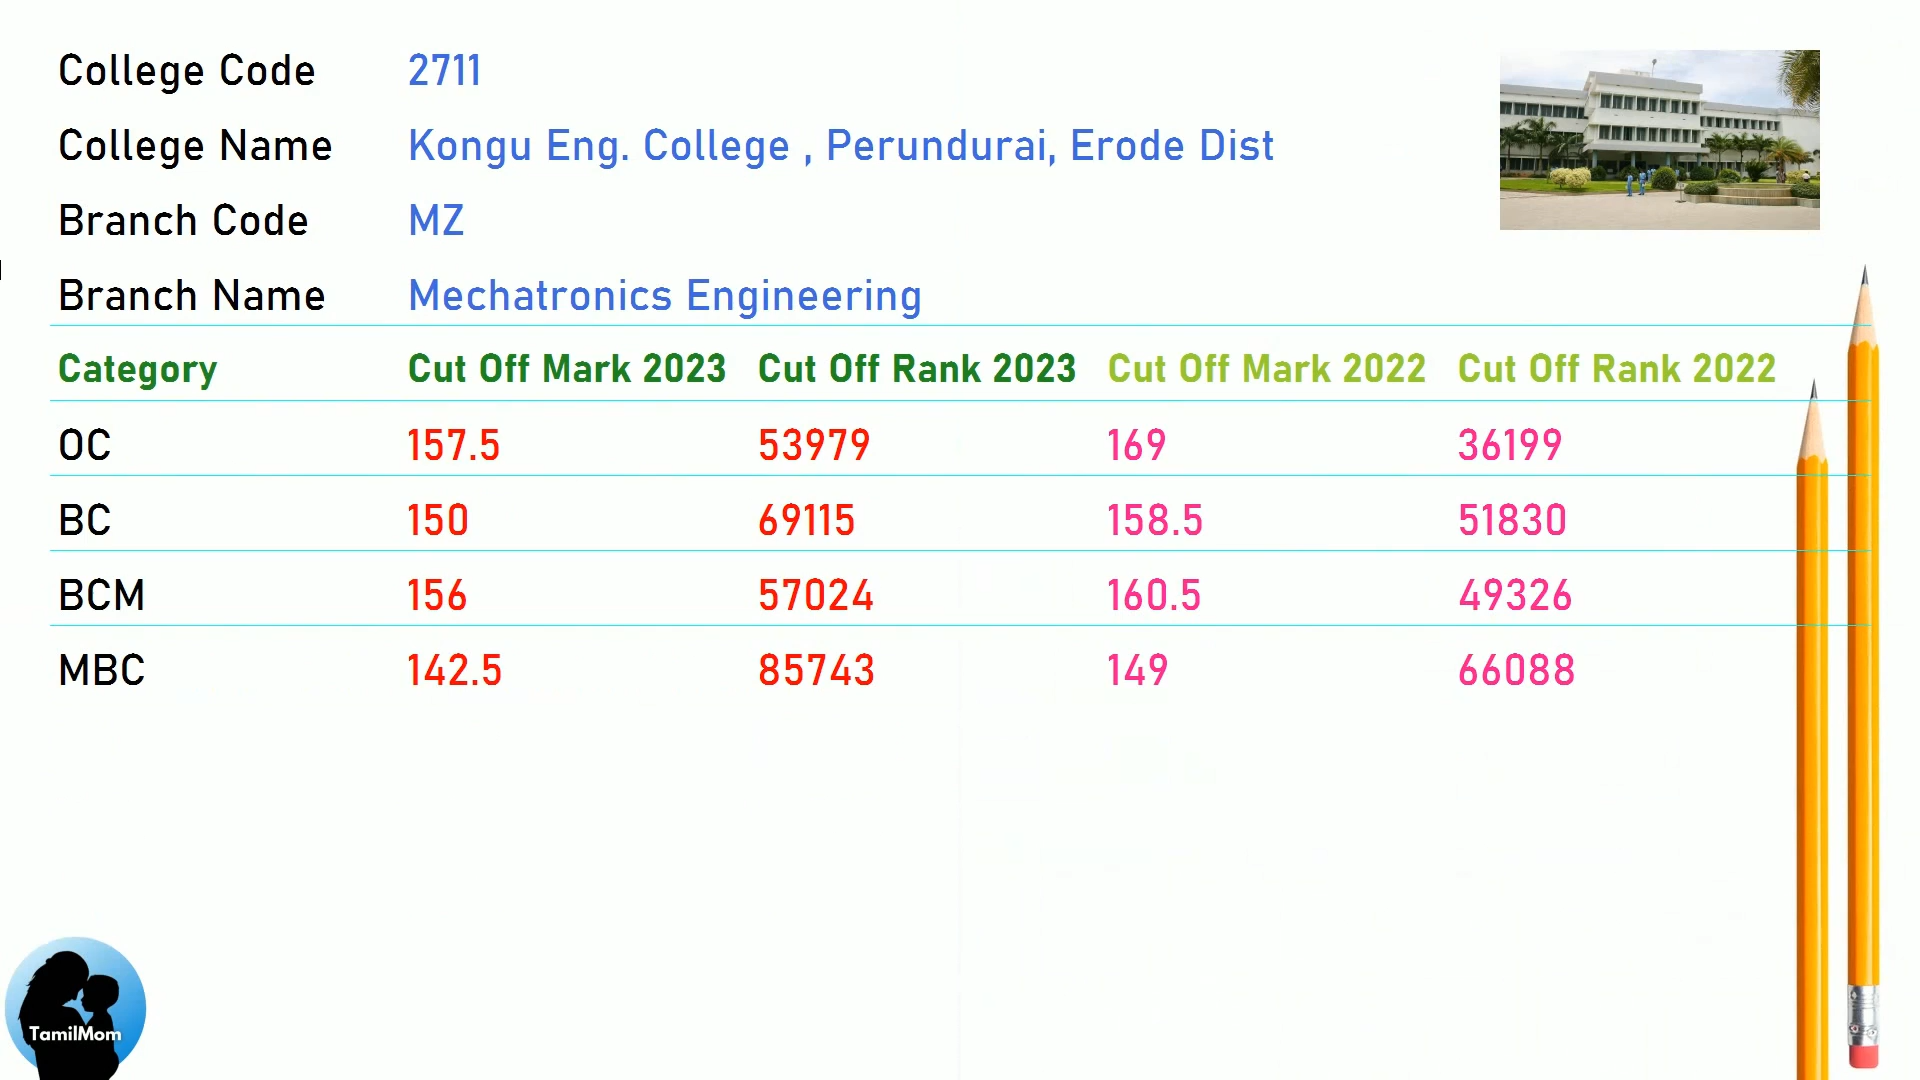 College Code 2711
College Name Kongu Eng. College , Perundurai, Erode Dist
Branch Code MZ
Branch Name Mechatronics Engineering
Category Cut Off Mark 2023 Cut Off Rank 2023 Cut Off Mark 2022 Cut Off Rank 2022
OC 157.5 53979 169 36199
BC 150 69115 158.5 51830
BCM 156 57024 160.5 49326
MBC 142.5 85743 149 66088
TamilMom